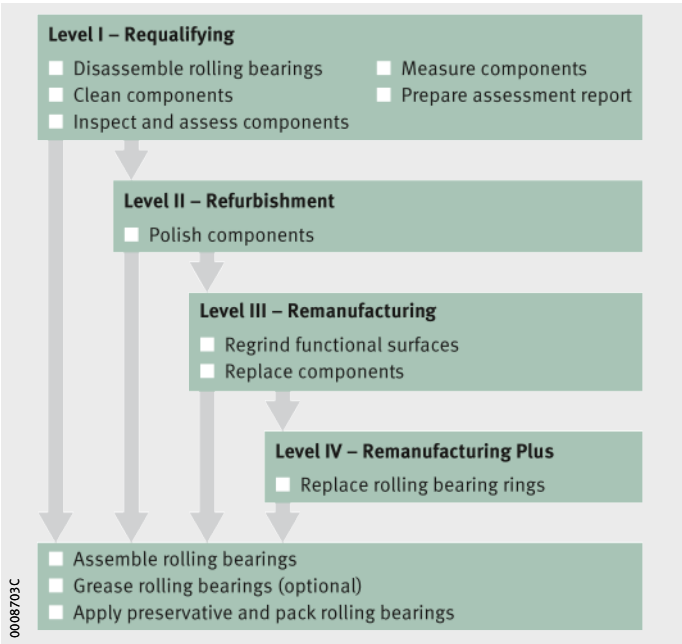 Level I – Requalifying
Disassemble rolling bearings
Clean components
Inspect and assess components
Measure components
Prepare assessment report
Level II – Refurbishment
Polish components
Level III – Remanufacturing
Regrind functional surfaces
Replace components
Level IV – Remanufacturing Plus
Replace rolling bearing rings
Assemble rolling bearings
Grease rolling bearings (optional)
Apply preservative and pack rolling bearings
0008703C